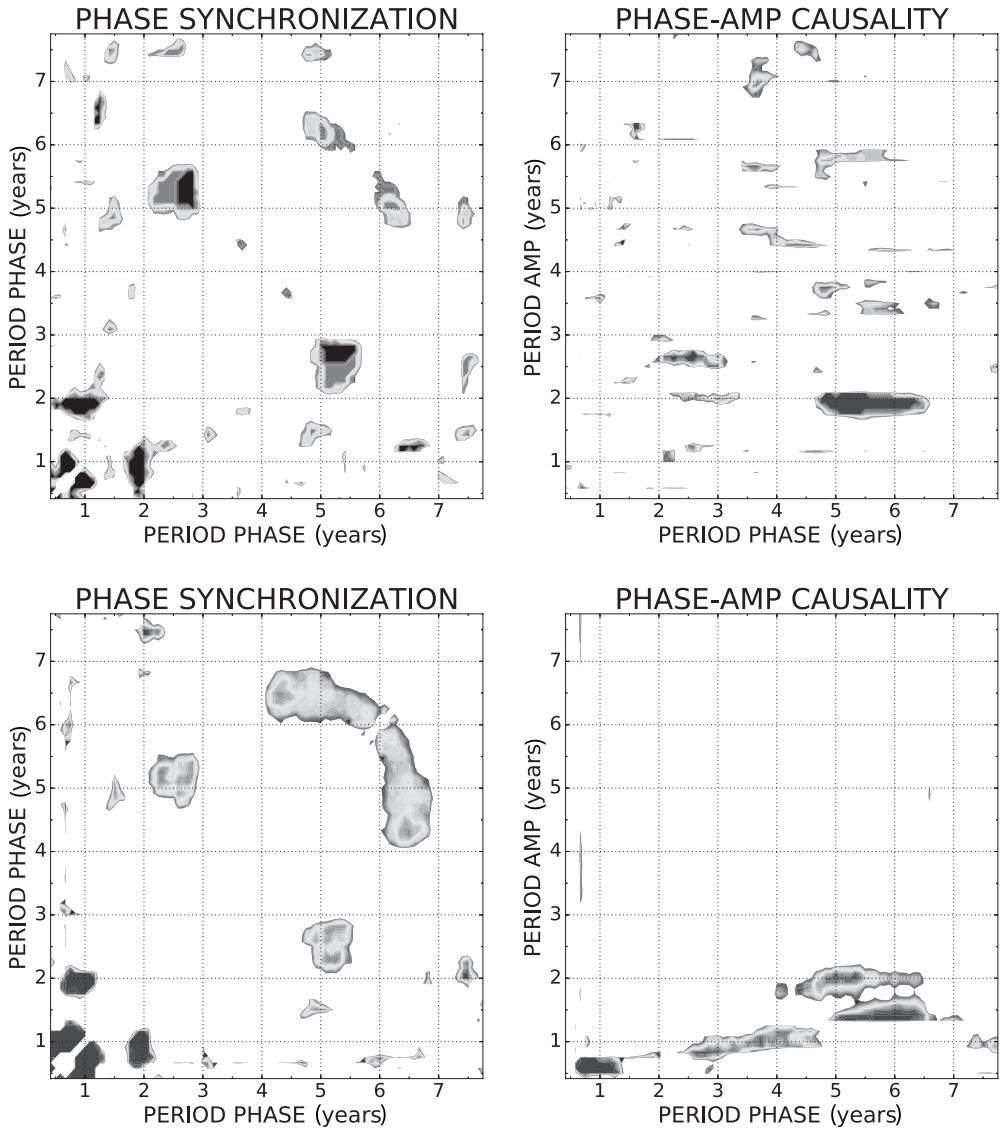 PHASE SYNCHRONIZATION
PERIOD PHASE (years)
7
6
5
4
3
2
1
1 2 3 4 5 6 7
PERIOD PHASE (years)
PHASE-AMP CAUSALITY
PERIOD AMP (years)
7
6
5
4
3
2
1
1 2 3 4 5 6 7
PERIOD PHASE (years)
PHASE SYNCHRONIZATION
PERIOD PHASE (years)
7
6
5
4
3
2
1
1 2 3 4 5 6 7
PERIOD PHASE (years)
PHASE-AMP CAUSALITY
PERIOD AMP (years)
7
6
5
4
3
2
1
1 2 3 4 5 6 7
PERIOD PHASE (years)